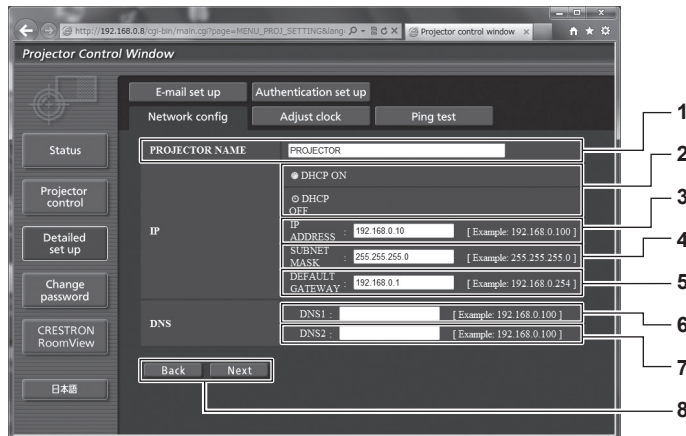 http://192.168.0.8/cgi-bin/main.cgi?page=MENU_PROJ_SETTING&lang:
Projector control window
Projector Control Window
E-mail set up
Authentication set up
Network config
Adjust clock
Ping test
Status
Projector
control
Detailed
set up
Change
password
CRESTRON
RoomView
日本語
PROJECTOR NAME
PROJECTOR
IP
DHCP ON
DHCP
OFF
IP
ADDRESS : 192.168.0.10 [ Example: 192.168.0.100 ]
SUBNET
MASK : 255.255.255.0 [ Example: 255.255.255.0 ]
DEFAULT
GATEWAY : 192.168.0.1 [ Example: 192.168.0.254 ]
DNS
DNS1 : [ Example: 192.168.0.100 ]
DNS2 : [ Example: 192.168.0.100 ]
Back Next
1
2
3
4
5
6
7
8